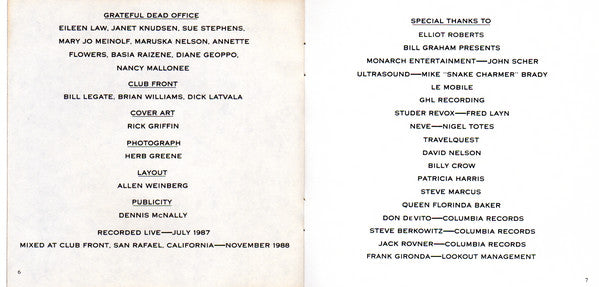 GRATEFUL DEAD OFFICE
EILEEN LAW, JANET KNUDSEN, SUE STEPHENS,
MARY JO MEINOLF, MARUSKA NELSON, ANNETTE
FLOWERS, BASIA RAIZENE, DIANE GEOPPO,
NANCY MALLONEE
CLUB FRONT
BILL LEGATE, BRIAN WILLIAMS, DICK LATVALA
COVER ART
RICK GRIFFIN
PHOTOGRAPH
HERB GREENE
LAYOUT
ALLEN WEINBERG
PUBLICITY
DENNIS McNALLY
RECORDED LIVE—JULY 1987
MIXED AT CLUB FRONT, SAN RAFAEL, CALIFORNIA—NOVEMBER 1988
6
SPECIAL THANKS TO
ELLIOT ROBERTS
BILL GRAHAM PRESENTS
MONARCH ENTERTAINMENT—JOHN SCHER
ULTRASOUND—MIKE "SNAKE CHARMER" BRADY
LE MOBILE
GHL RECORDING
STUDER REVOX—FRED LAYN
NEVE—NIGEL TOTES
TRAVELQUEST
DAVID NELSON
BILLY CROW
PATRICIA HARRIS
STEVE MARCUS
QUEEN FLORINDA BAKER
DON DeVITO—COLUMBIA RECORDS
STEVE BERKOWITZ—COLUMBIA RECORDS
JACK ROVNER—COLUMBIA RECORDS
FRANK GIRONDA—LOOKOUT MANAGEMENT
7